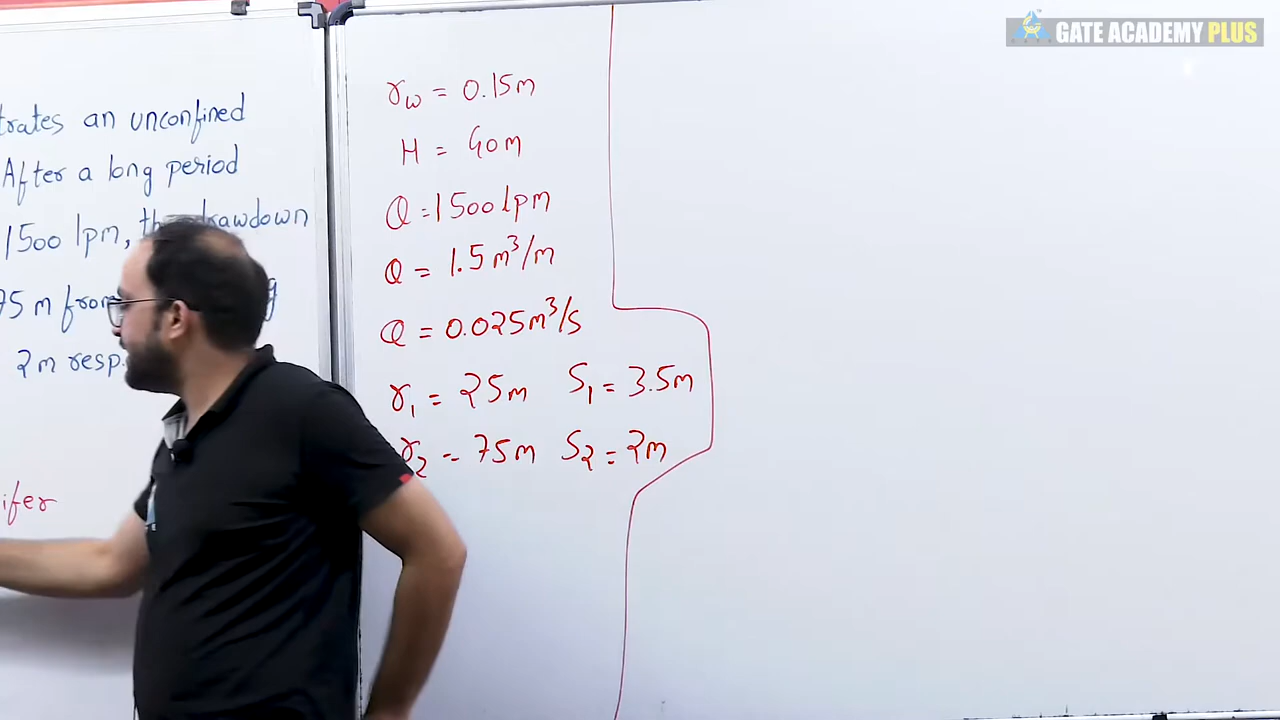 GATE ACADEMY PLUS
trates an unconfined
After a long period
1500 lpm, the drawdown
75 m from
2m resp.
ifer
rw = 0.15m
H = 40m
Q = 1500 lpm
Q = 1.5 m³/m
Q = 0.025 m³/s
r₁ = 25m S₁ = 3.5m
r₂ = 75m S₂ = 2m